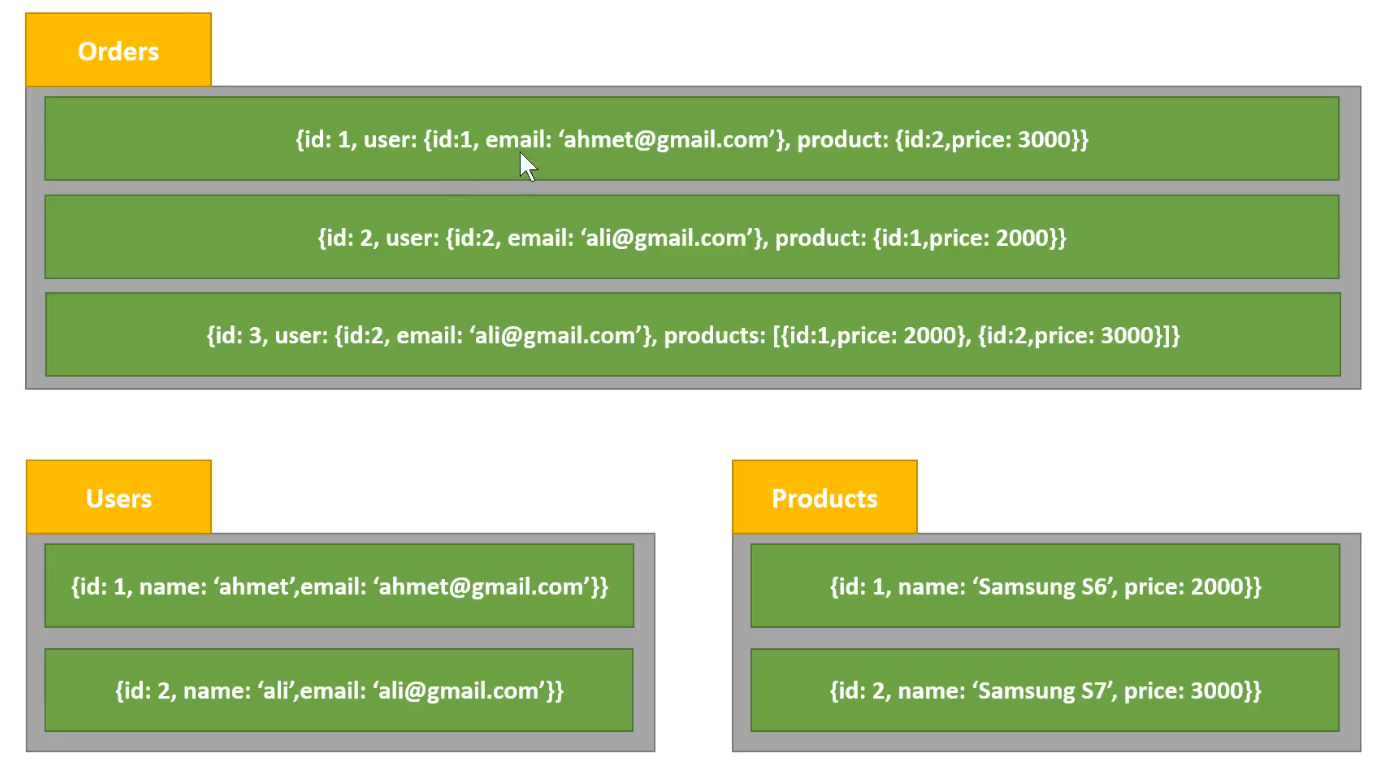 Orders
{id: 1, user: {id:1, email: ‘ahmet@gmail.com’}, product: {id:2,price: 3000}}
{id: 2, user: {id:2, email: ‘ali@gmail.com’}, product: {id:1,price: 2000}}
{id: 3, user: {id:2, email: ‘ali@gmail.com’}, products: [{id:1,price: 2000}, {id:2,price: 3000}]}
Users
{id: 1, name: ‘ahmet’,email: ‘ahmet@gmail.com’}}
{id: 2, name: ‘ali’,email: ‘ali@gmail.com’}}
Products
{id: 1, name: ‘Samsung S6’, price: 2000}}
{id: 2, name: ‘Samsung S7’, price: 3000}}